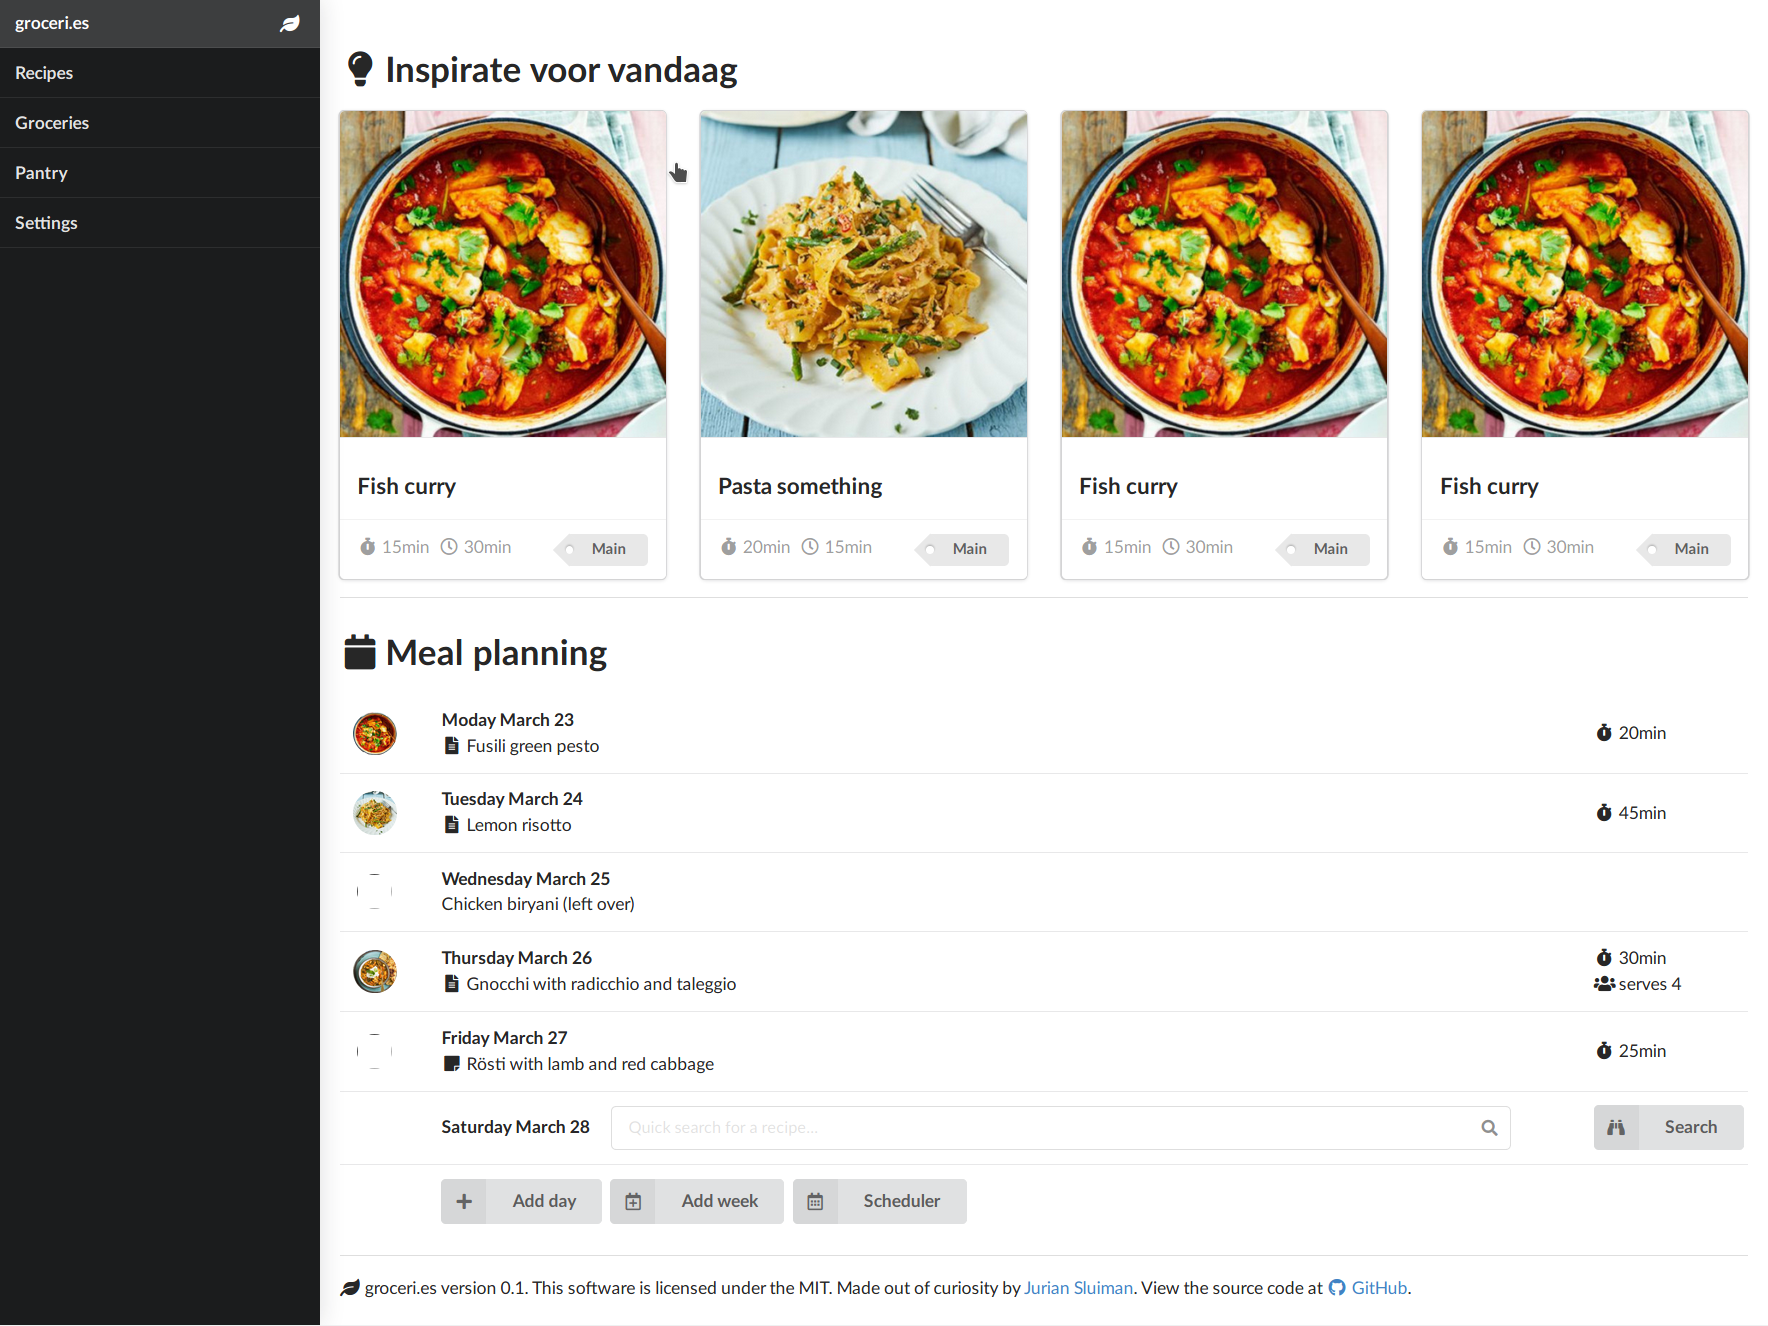 groceri.es
Recipes
Groceries
Pantry
Settings
Inspirate voor vandaag
Fish curry
15min 30min Main
Pasta something
20min 15min Main
Fish curry
15min 30min Main
Fish curry
15min 30min Main
Meal planning
Moday March 23
Fusili green pesto
20min
Tuesday March 24
Lemon risotto
45min
Wednesday March 25
Chicken biryani (left over)
Thursday March 26
Gnocchi with radicchio and taleggio
30min
serves 4
Friday March 27
Rösti with lamb and red cabbage
25min
Saturday March 28 Quick search for a recipe... Search
Add day Add week Scheduler
groceri.es version 0.1. This software is licensed under the MIT. Made out of curiosity by Jurian Sluiman. View the source code at GitHub.